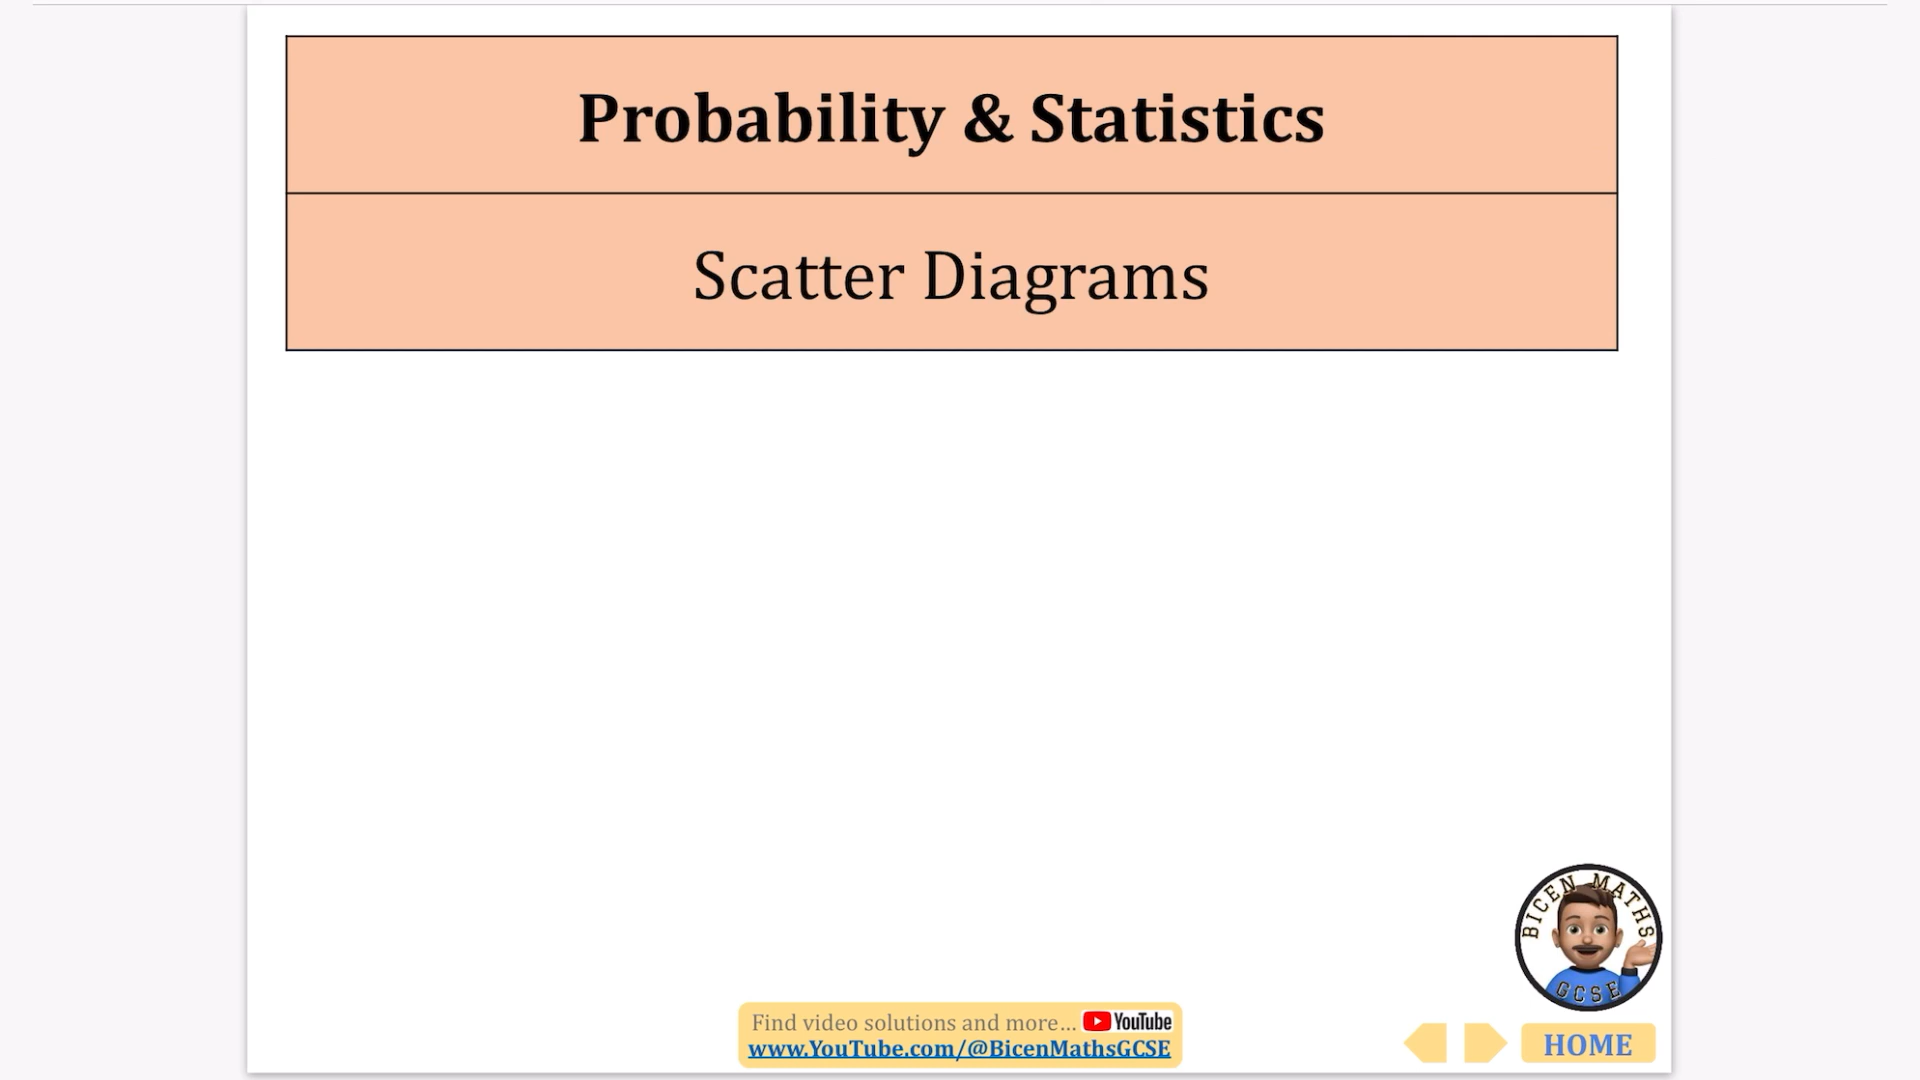 Probability & Statistics
Scatter Diagrams
BICEN MATHS
GCSE
Find video solutions and more... YouTube
www.YouTube.com/@BicenMathsGCSE
HOME